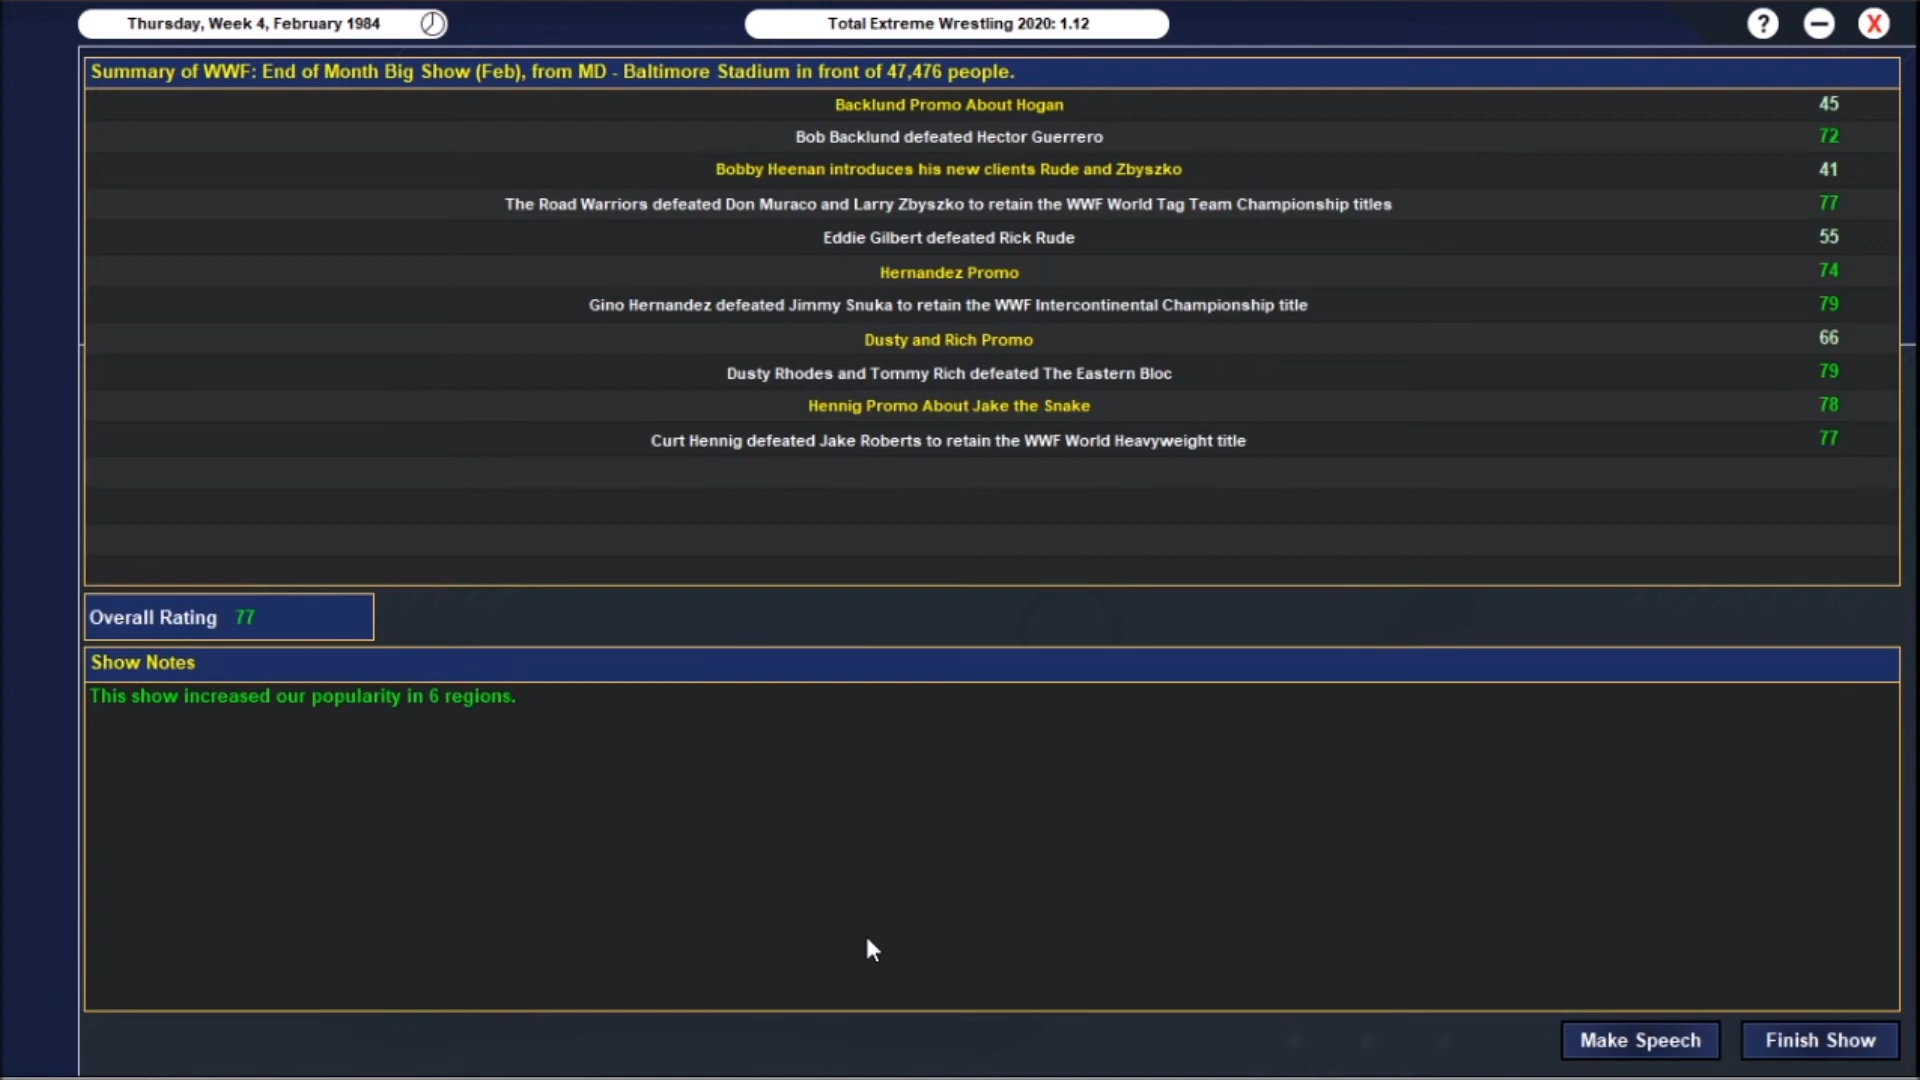 Thursday, Week 4, February 1984
Total Extreme Wrestling 2020: 1.12
?
X
Summary of WWF: End of Month Big Show (Feb), from MD - Baltimore Stadium in front of 47,476 people.
Backlund Promo About Hogan 45
Bob Backlund defeated Hector Guerrero 72
Bobby Heenan introduces his new clients Rude and Zbyszko 41
The Road Warriors defeated Don Muraco and Larry Zbyszko to retain the WWF World Tag Team Championship titles 77
Eddie Gilbert defeated Rick Rude 55
Hernandez Promo 74
Gino Hernandez defeated Jimmy Snuka to retain the WWF Intercontinental Championship title 79
Dusty and Rich Promo 66
Dusty Rhodes and Tommy Rich defeated The Eastern Bloc 79
Hennig Promo About Jake the Snake 78
Curt Hennig defeated Jake Roberts to retain the WWF World Heavyweight title 77
Overall Rating 77
Show Notes
This show increased our popularity in 6 regions.
Make Speech
Finish Show